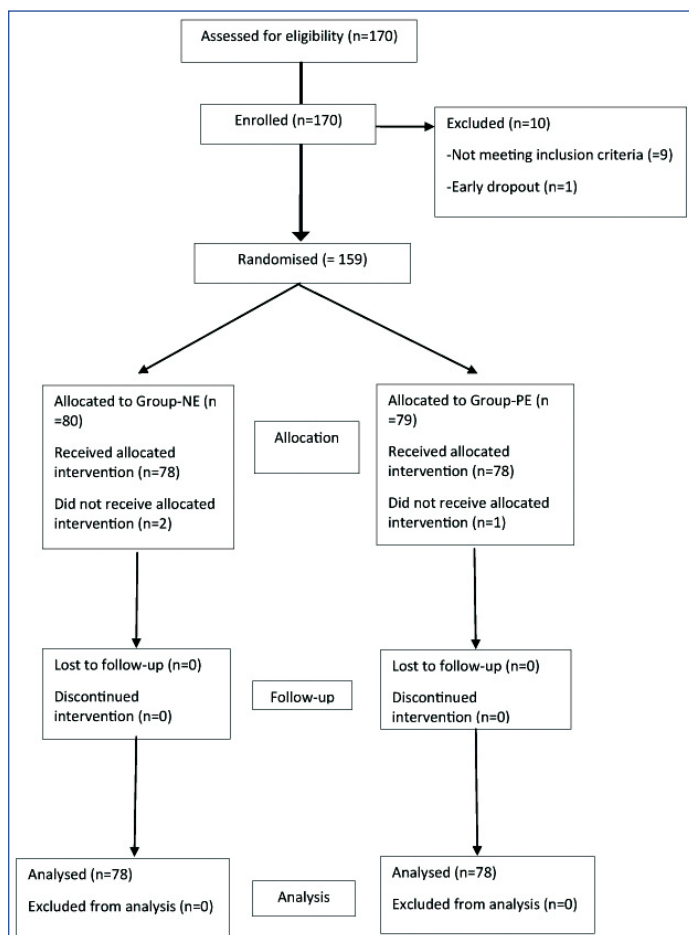 Assessed for eligibility (n=170)
Enrolled (n=170)
Excluded (n=10)
-Not meeting inclusion criteria (=9)
-Early dropout (n=1)
Randomised (= 159)
Allocated to Group-NE (n
=80)
Received allocated
intervention (n=78)
Did not receive allocated
intervention (n=2)
Allocation
Allocated to Group-PE (n
=79)
Received allocated
intervention (n=78)
Did not receive allocated
intervention (n=1)
Lost to follow-up (n=0)
Discontinued
intervention (n=0)
Follow-up
Lost to follow-up (n=0)
Discontinued
intervention (n=0)
Analysed (n=78)
Excluded from analysis (n=0)
Analysis
Analysed (n=78)
Excluded from analysis (n=0)